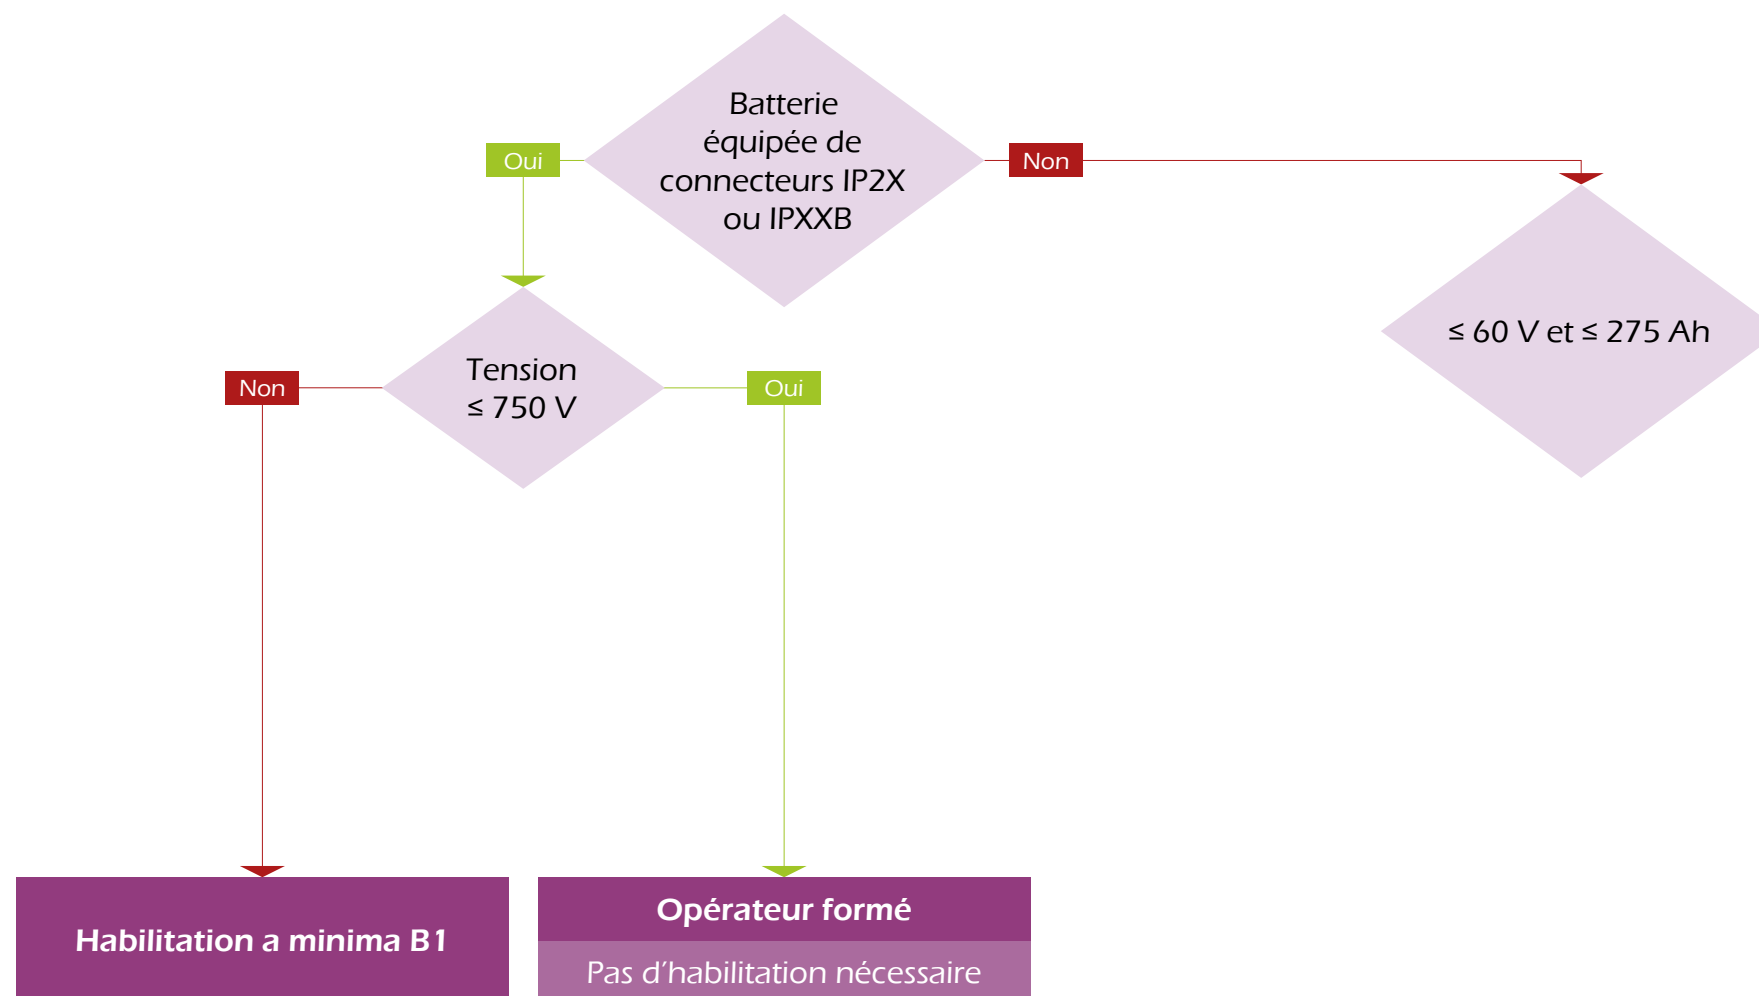 Batterie
équipée de
connecteurs IP2X
ou IPXXB
Oui
Non
≤ 60 V et ≤ 275 Ah
Tension
≤ 750 V
Non
Oui
Habilitation a minima B1
Opérateur formé
Pas d’habilitation nécessaire